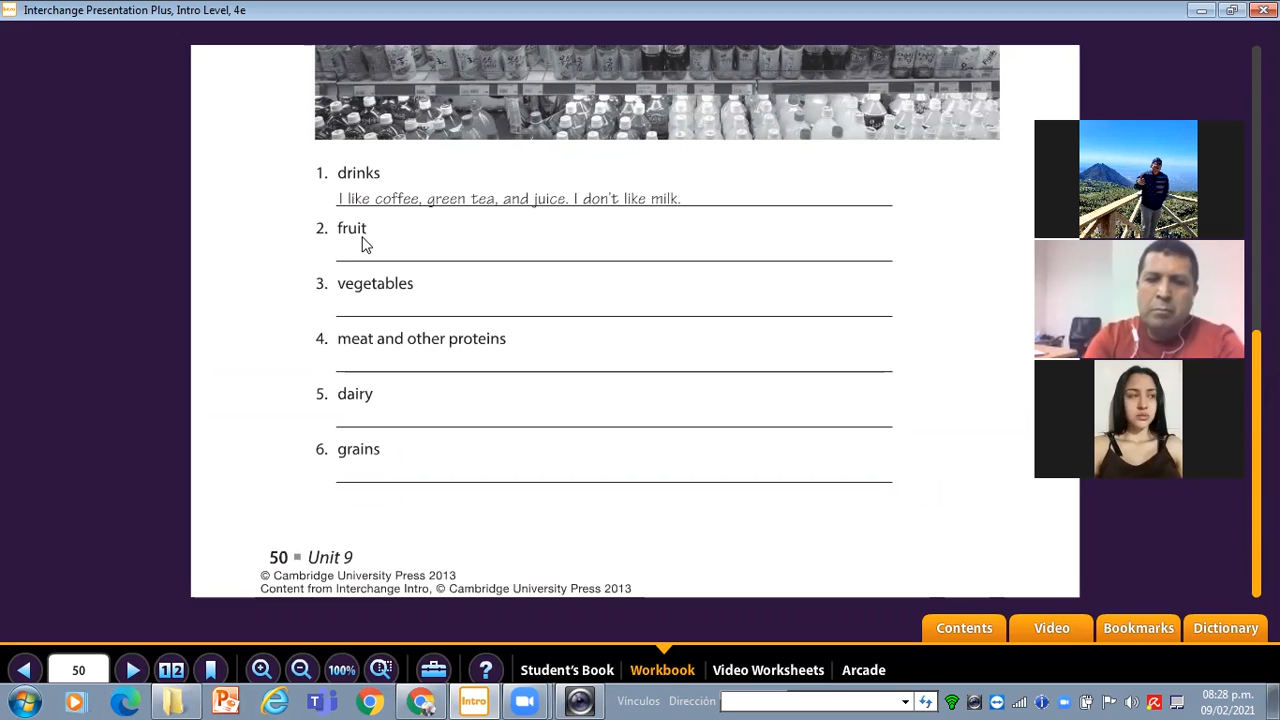 Interchange Presentation Plus, Intro Level, 4e
1. drinks
I like coffee, green tea, and juice. I don't like milk.
2. fruit
3. vegetables
4. meat and other proteins
5. dairy
6. grains
50 ■ Unit 9
© Cambridge University Press 2013
Content from Interchange Intro, © Cambridge University Press 2013
Contents Video Bookmarks Dictionary
50 12 100% ? Student's Book Workbook Video Worksheets Arcade
Intro Vínculos Dirección 08:28 p.m.
09/02/2021